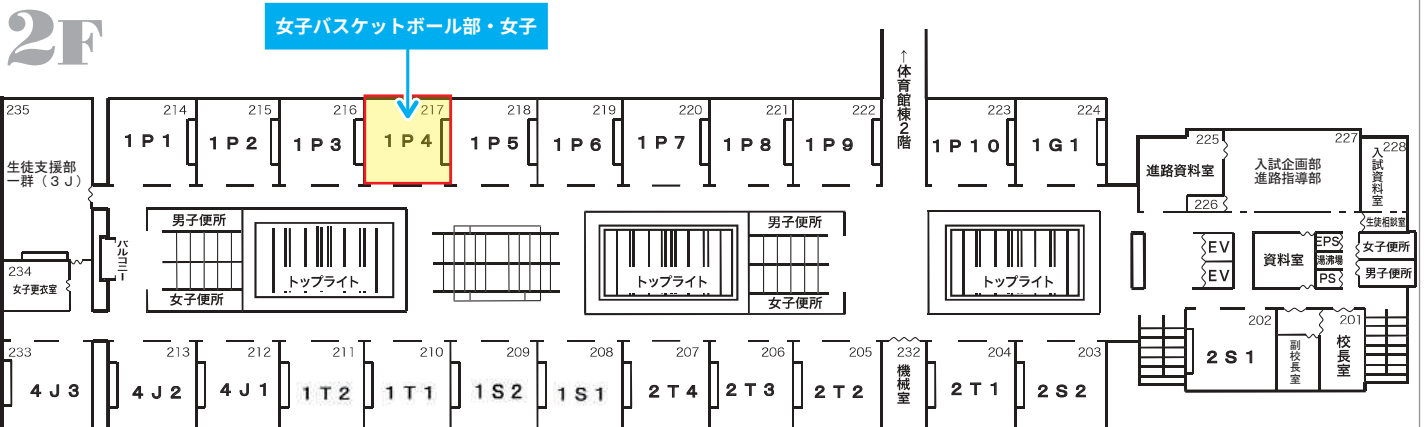 2F
女子バスケットボール部・女子
↑体育館棟2階
235
214
215
216
217
218
219
220
221
222
223
224
1P1
1P2
1P3
1P4
1P5
1P6
1P7
1P8
1P9
1P10
1G1
生徒支援部
一群（3J）
225
進路資料室
226
227
入試企画部
進路指導部
228
入試資料室
生徒相談室
男子便所
トップライト
女子便所
バルコニー
トップライト
男子便所
女子便所
トップライト
EV
EV
資料室
EPS
湯沸場
PS
女子便所
男子便所
234
女子更衣室
233
213
212
211
210
209
208
207
206
205
232
204
203
202
201
4J3
4J2
4J1
1T2
1T1
1S2
1S1
2T4
2T3
2T2
機械室
2T1
2S2
2S1
副校長室
校長室